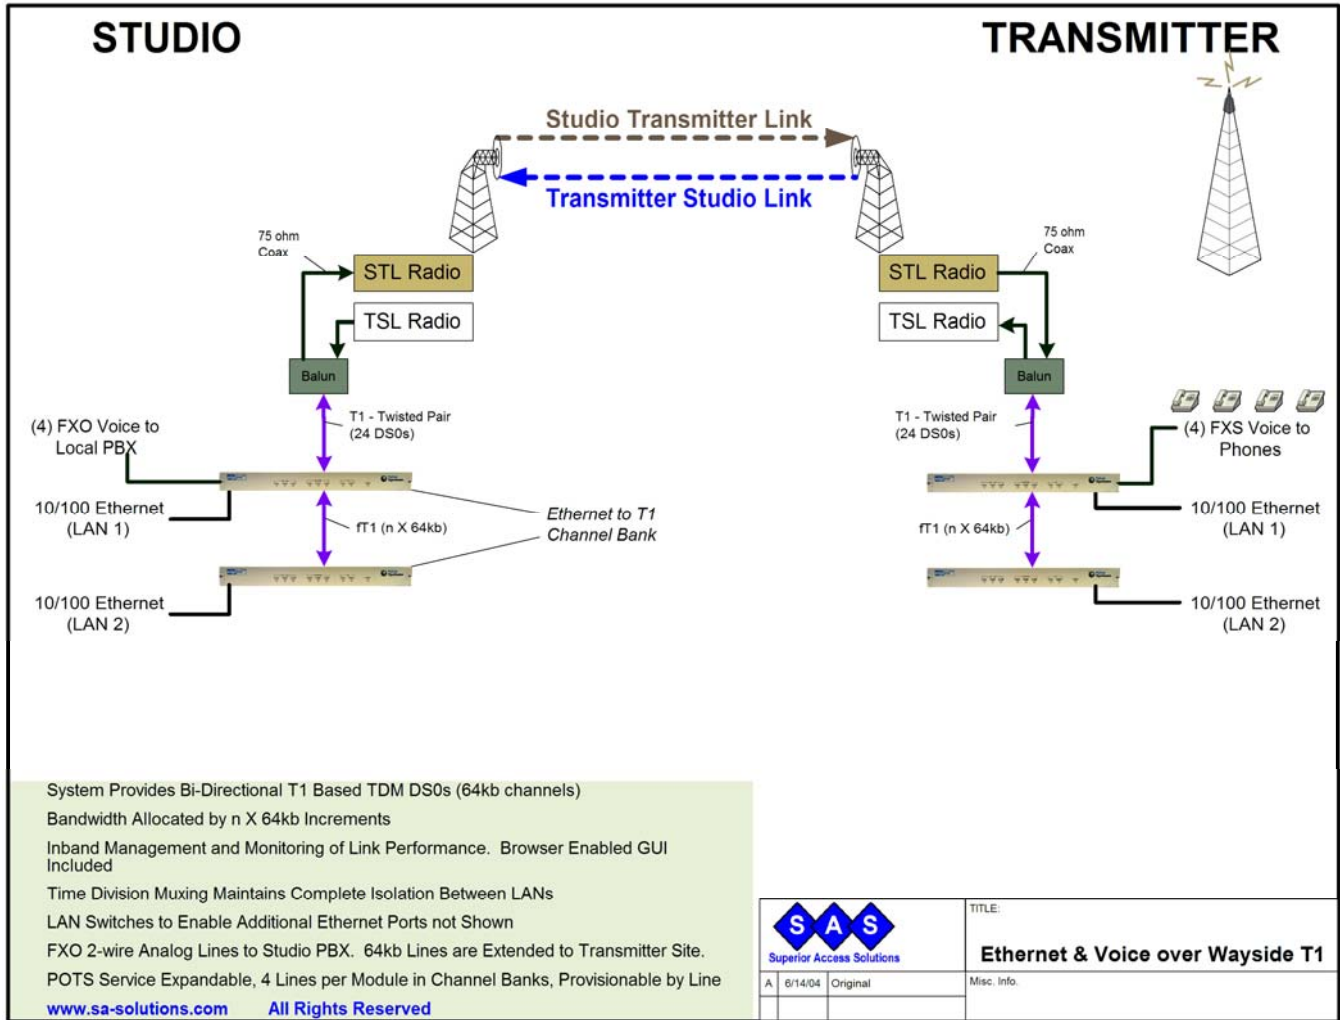 STUDIO
TRANSMITTER
Studio Transmitter Link
Transmitter Studio Link
75 ohm
Coax
STL Radio
TSL Radio
Balun
T1 - Twisted Pair
(24 DS0s)
(4) FXO Voice to
Local PBX
10/100 Ethernet
(LAN 1)
fT1 (n X 64kb)
Ethernet to T1
Channel Bank
10/100 Ethernet
(LAN 2)
75 ohm
Coax
STL Radio
TSL Radio
Balun
T1 - Twisted Pair
(24 DS0s)
(4) FXS Voice to
Phones
10/100 Ethernet
(LAN 1)
fT1 (n X 64kb)
10/100 Ethernet
(LAN 2)
System Provides Bi-Directional T1 Based TDM DS0s (64kb channels)
Bandwidth Allocated by n X 64kb Increments
Inband Management and Monitoring of Link Performance. Browser Enabled GUI
Included
Time Division Muxing Maintains Complete Isolation Between LANs
LAN Switches to Enable Additional Ethernet Ports not Shown
FXO 2-wire Analog Lines to Studio PBX. 64kb Lines are Extended to Transmitter Site.
POTS Service Expandable, 4 Lines per Module in Channel Banks, Provisionable by Line
www.sa-solutions.com All Rights Reserved
SAS
Superior Access Solutions
A 6/14/04 Original
TITLE:
Ethernet & Voice over Wayside T1
Misc. Info.